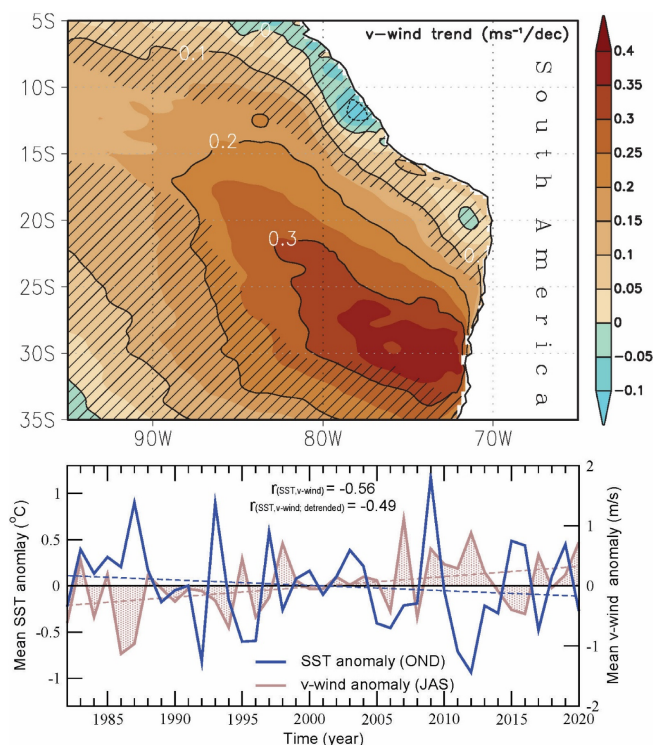 v-wind trend (ms⁻¹/dec)
5S
10S
15S
20S
25S
30S
35S
90W
80W
70W
0
0.1
0.2
0.3
0
South America
0.4
0.35
0.3
0.25
0.2
0.15
0.1
0.05
0
-0.05
-0.1
r(SST,v-wind) = -0.56
r(SST,v-wind; detrended) = -0.49
Mean SST anomlay (°C)
1
0.5
0
-0.5
-1
2
1
0
-1
-2
Mean v-wind anomaly (m/s)
SST anomaly (OND)
v-wind anomaly (JAS)
1985 1990 1995 2000 2005 2010 2015 2020
Time (year)